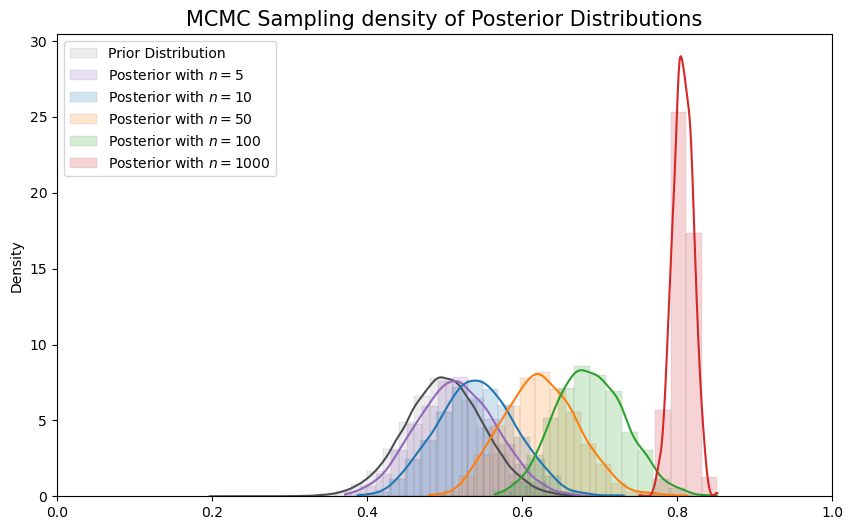 MCMC Sampling density of Posterior Distributions
30
25
20
15
10
5
0
Density
Prior Distribution
Posterior with n = 5
Posterior with n = 10
Posterior with n = 50
Posterior with n = 100
Posterior with n = 1000
0.0 0.2 0.4 0.6 0.8 1.0